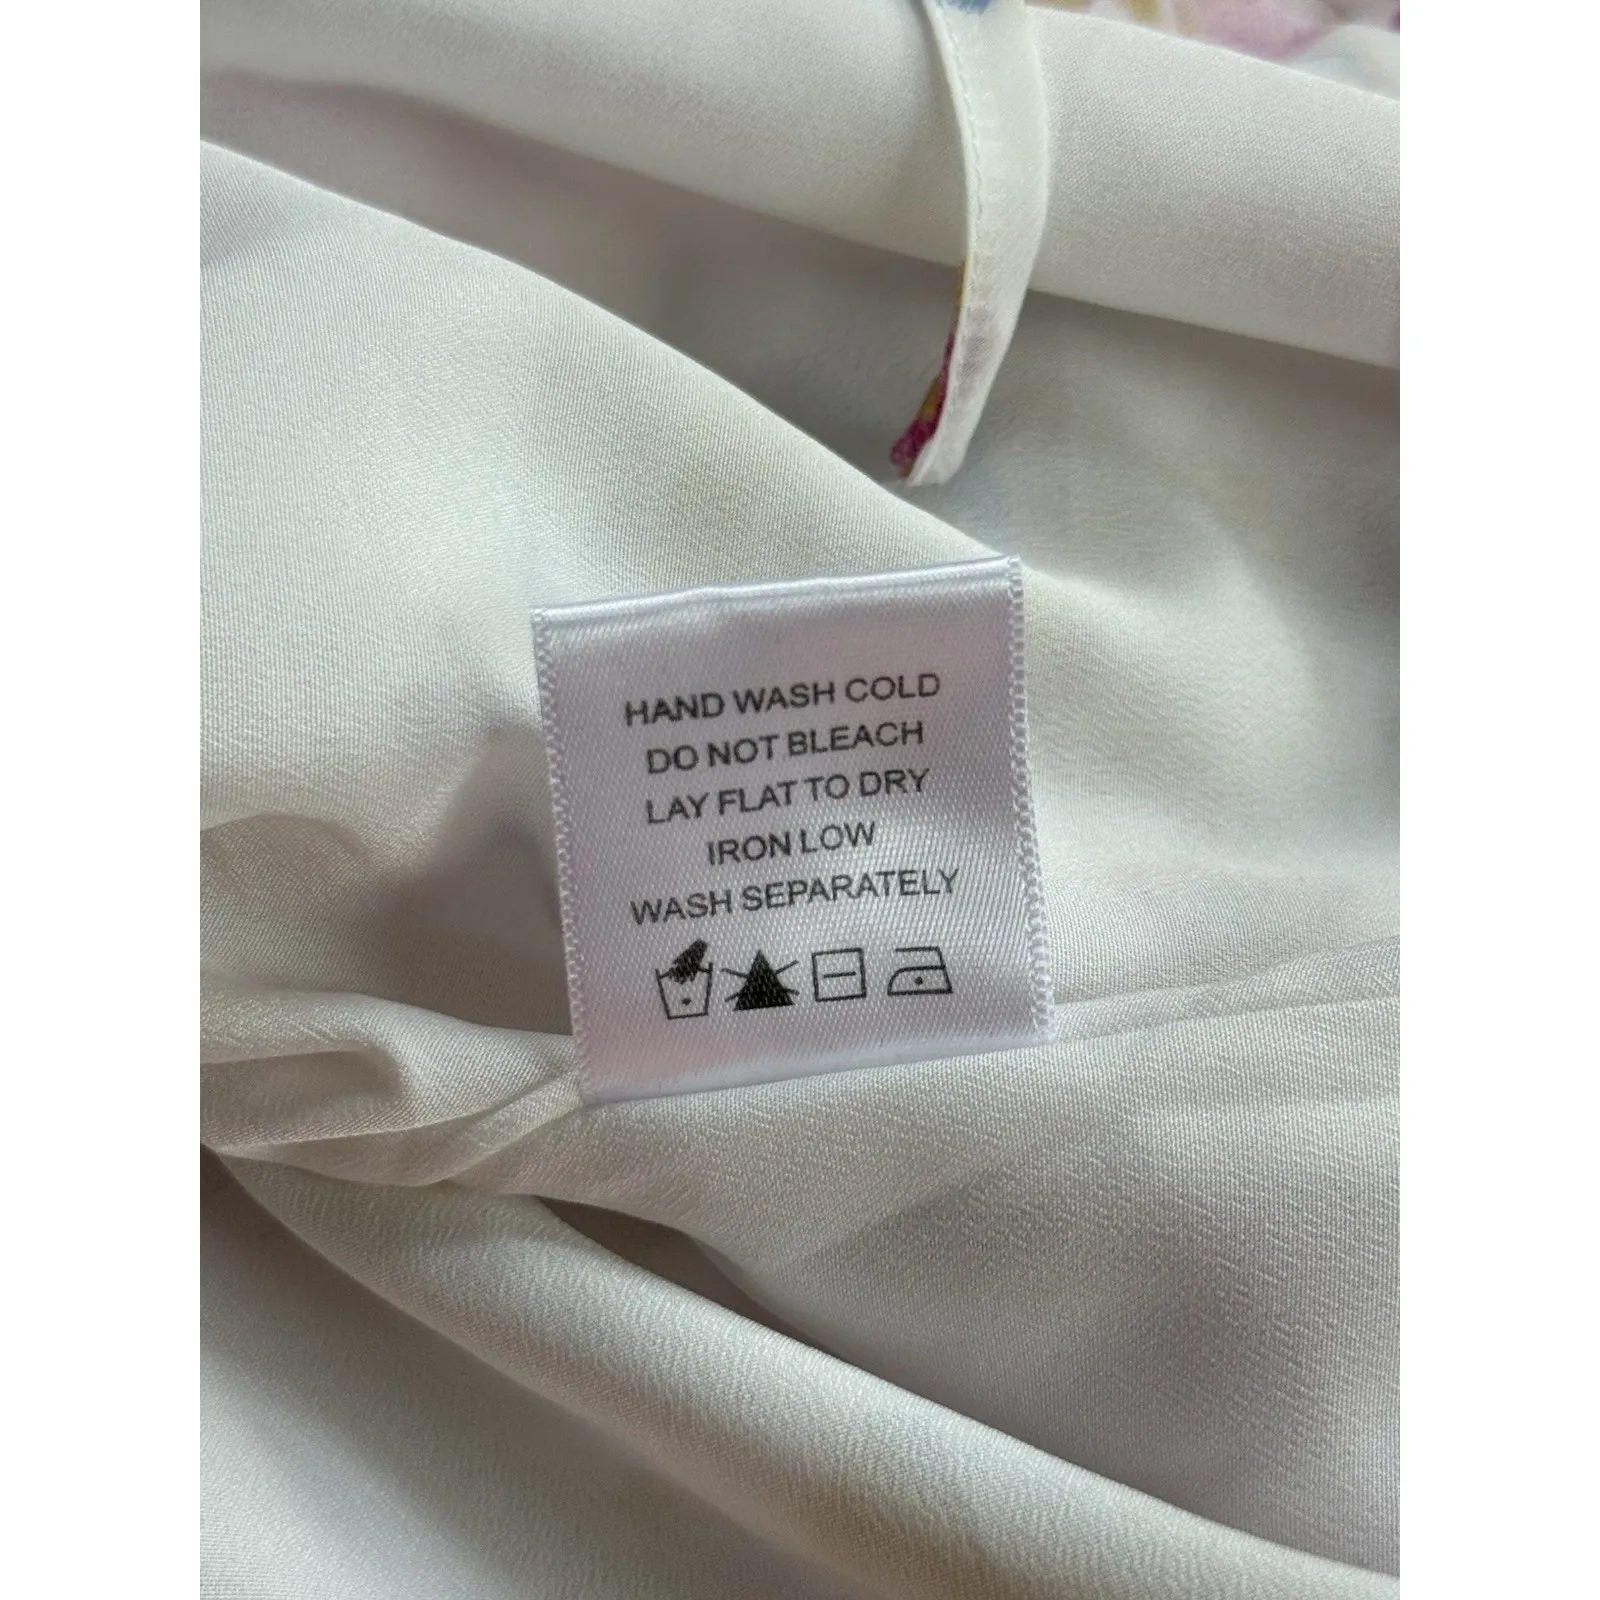 HAND WASH COLD
DO NOT BLEACH
LAY FLAT TO DRY
IRON LOW
WASH SEPARATELY